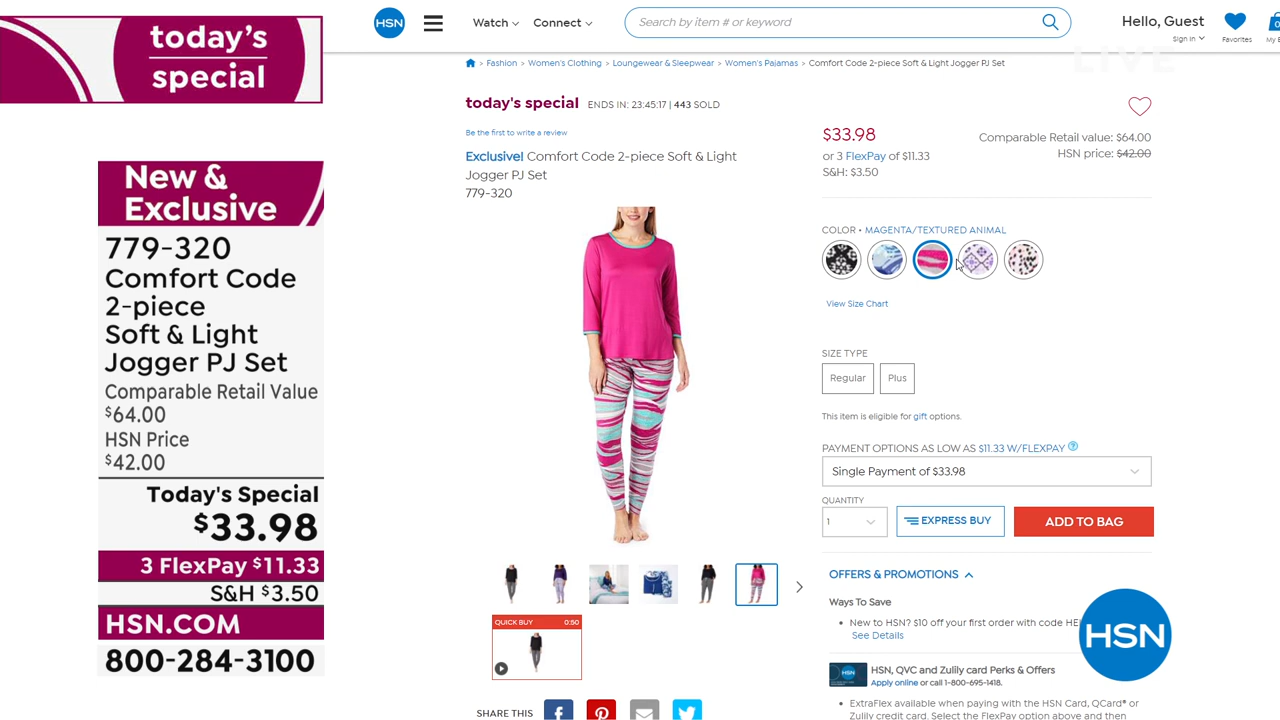 today's
special
New &
Exclusive
779-320
Comfort Code
2-piece
Soft & Light
Jogger PJ Set
Comparable Retail Value
$64.00
HSN Price
$42.00
Today's Special
$33.98
3 FlexPay $11.33
S&H $3.50
HSN.COM
800-284-3100
HSN
Watch
Connect
Search by item # or keyword
Hello, Guest
Sign In
Favorites
0
LIVE
> Fashion > Women's Clothing > Loungewear & Sleepwear > Women's Pajamas > Comfort Code 2-piece Soft & Light Jogger PJ Set
today's special ENDS IN: 23:45:17 | 443 SOLD
Be the first to write a review
Exclusive! Comfort Code 2-piece Soft & Light
Jogger PJ Set
779-320
QUICK BUY 0:50
SHARE THIS
$33.98
or 3 FlexPay of $11.33
S&H: $3.50
Comparable Retail value: $64.00
HSN price: $42.00
COLOR • MAGENTA/TEXTURED ANIMAL
View Size Chart
SIZE TYPE
Regular
Plus
This item is eligible for gift options.
PAYMENT OPTIONS AS LOW AS $11.33 W/FLEXPAY ?
Single Payment of $33.98
QUANTITY
1
EXPRESS BUY
ADD TO BAG
OFFERS & PROMOTIONS
Ways To Save
• New to HSN? $10 off your first order with code
See Details
HSN
HSN, QVC and Zulily card Perks & Offers
Apply online or call 1-800-695-1418.
• ExtraFlex available when paying with the HSN Card, QCard® or
Zulily credit card. Select the FlexPay option above and then
HSN